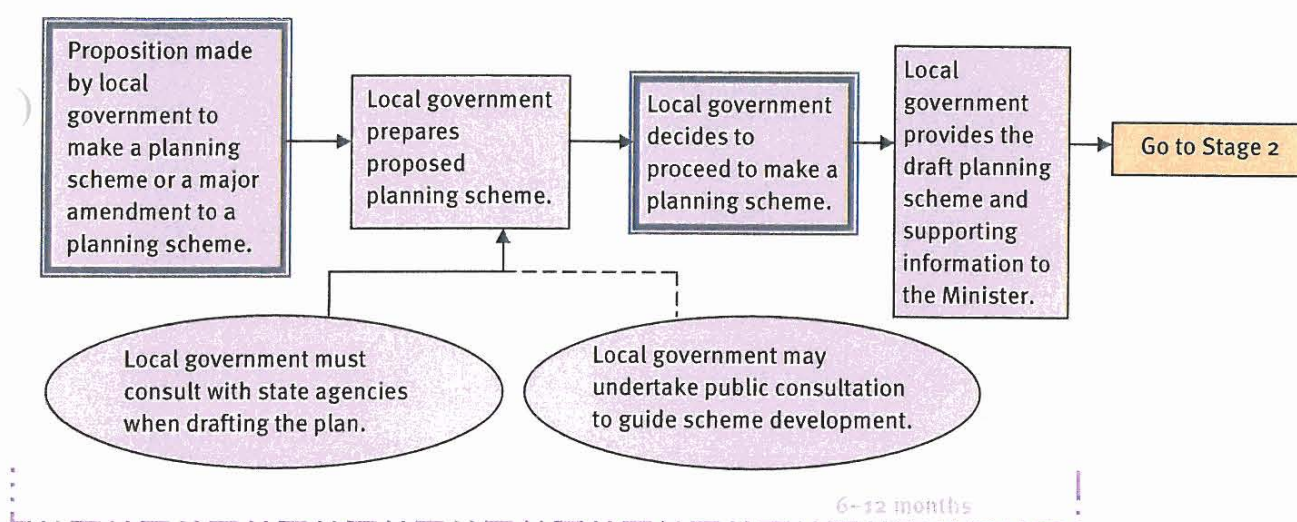 Proposition made
by local
government to
make a planning
scheme or a major
amendment to a
planning scheme.
Local government
prepares
proposed
planning scheme.
Local government
decides to
proceed to make a
planning scheme.
Local
government
provides the
draft planning
scheme and
supporting
information to
the Minister.
Go to Stage 2
Local government must
consult with state agencies
when drafting the plan.
Local government may
undertake public consultation
to guide scheme development.
6-12 months